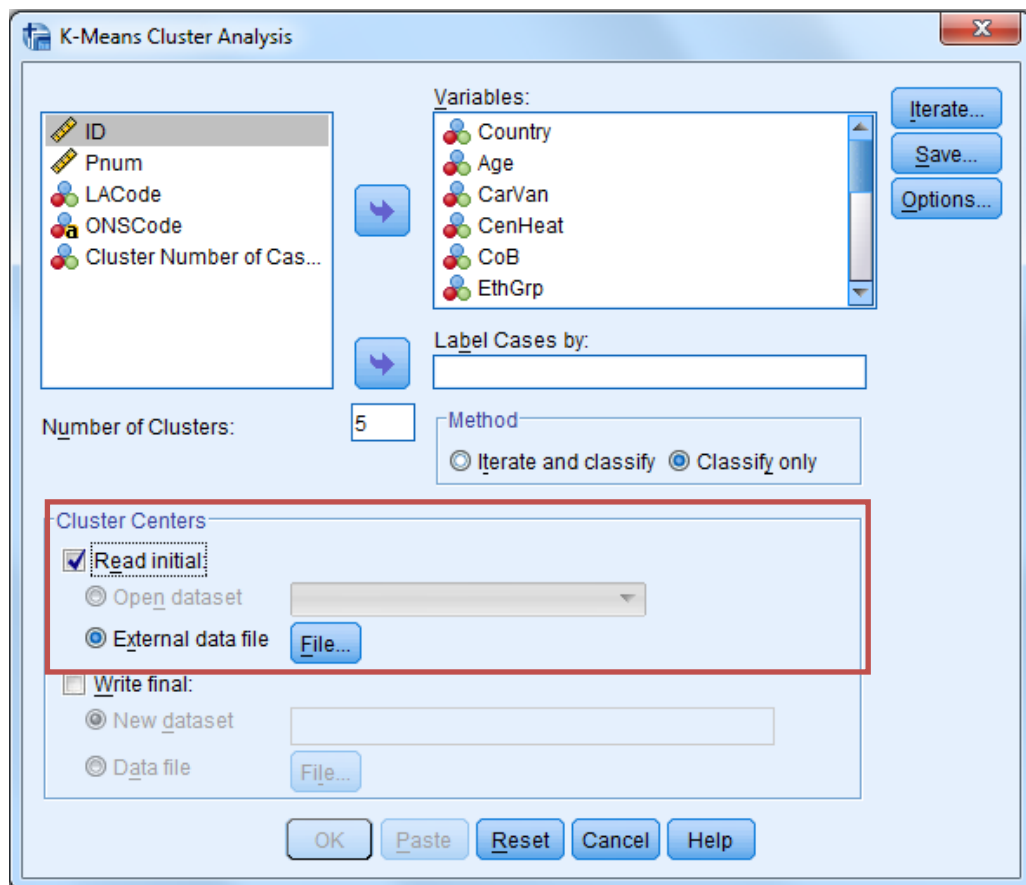 K-Means Cluster Analysis
Variables:
ID
Pnum
LACode
ONSCode
Cluster Number of Cas...
Country
Age
CarVan
CenHeat
CoB
EthGrp
Iterate...
Save...
Options...
Label Cases by:
Number of Clusters: 5
Method
Iterate and classify Classify only
Cluster Centers
Read initial:
Open dataset
External data file File...
Write final:
New dataset
Data file File...
OK Paste Reset Cancel Help